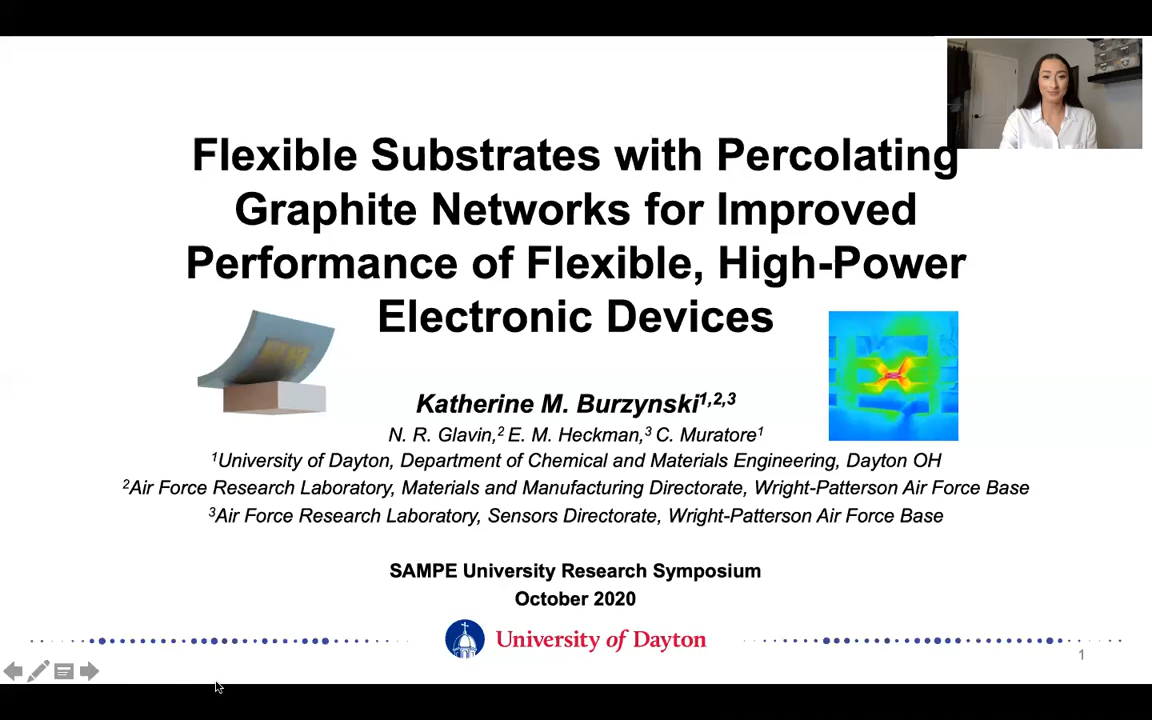 Flexible Substrates with Percolating
Graphite Networks for Improved
Performance of Flexible, High-Power
Electronic Devices
Katherine M. Burzynski1,2,3
N. R. Glavin,2 E. M. Heckman,3 C. Muratore1
1University of Dayton, Department of Chemical and Materials Engineering, Dayton OH
2Air Force Research Laboratory, Materials and Manufacturing Directorate, Wright-Patterson Air Force Base
3Air Force Research Laboratory, Sensors Directorate, Wright-Patterson Air Force Base
SAMPE University Research Symposium
October 2020
University of Dayton
1